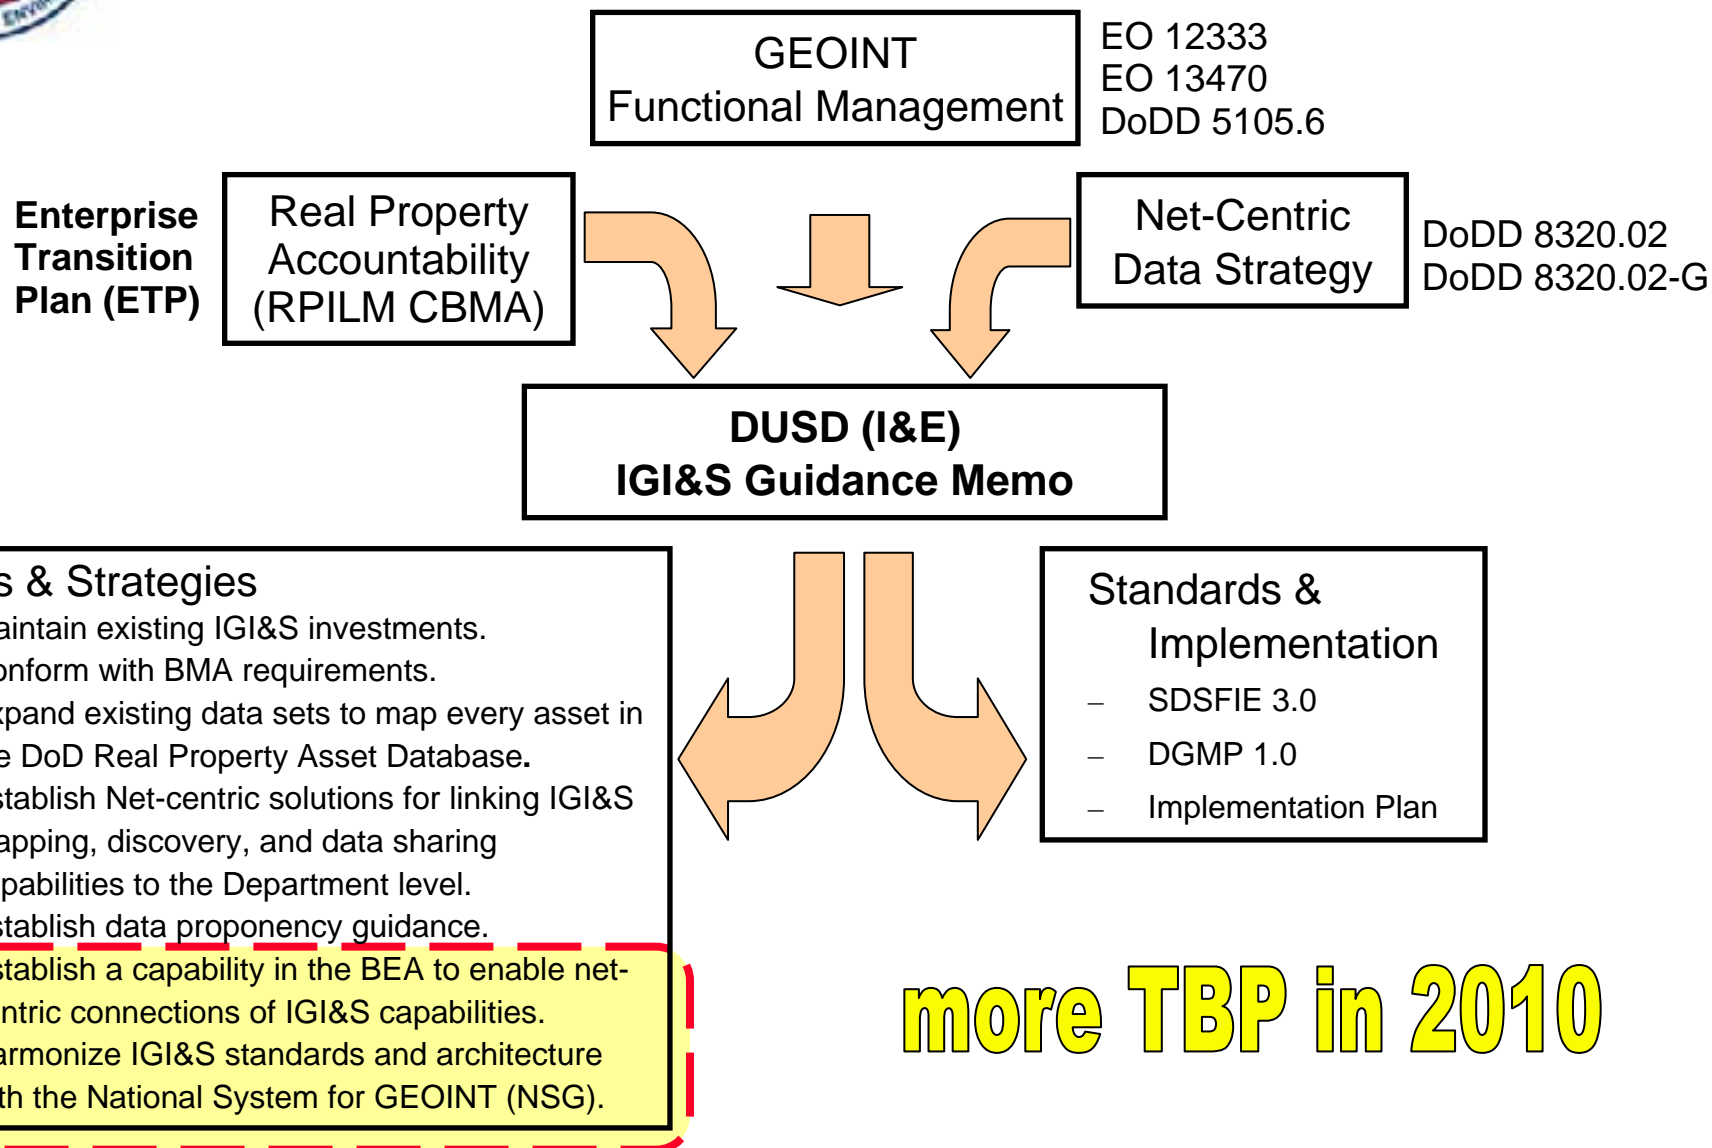 GEOINT
Functional Management
EO 12333
EO 13470
DoDD 5105.6
Enterprise
Transition
Plan (ETP)
Real Property
Accountability
(RPILM CBMA)
Net-Centric
Data Strategy
DoDD 8320.02
DoDD 8320.02-G
DUSD (I&E)
IGI&S Guidance Memo
s & Strategies
aintain existing IGI&S investments.
onform with BMA requirements.
xpand existing data sets to map every asset in
e DoD Real Property Asset Database.
stablish Net-centric solutions for linking IGI&S
apping, discovery, and data sharing
pabilities to the Department level.
stablish data proponency guidance.
stablish a capability in the BEA to enable net-
ntric connections of IGI&S capabilities.
armonize IGI&S standards and architecture
th the National System for GEOINT (NSG).
Standards &
Implementation
– SDSFIE 3.0
– DGMP 1.0
– Implementation Plan
more TBP in 2010